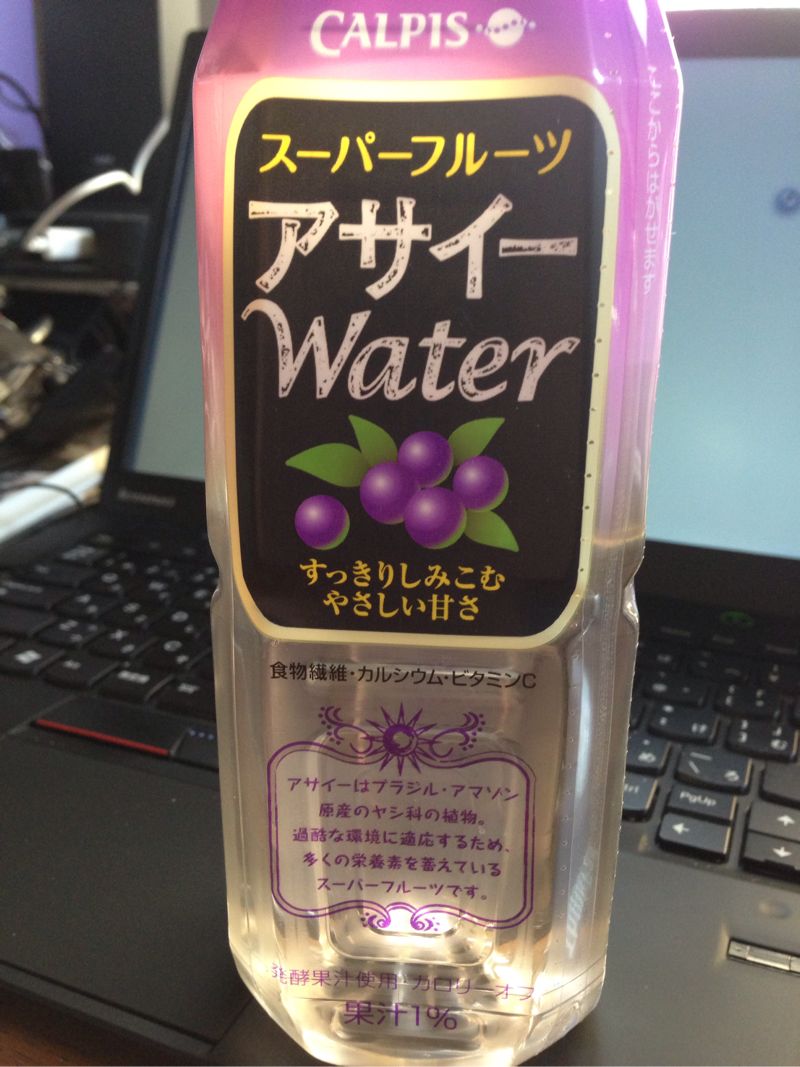 CALPIS
スーパーフルーツ
アサイー
Water
すっきりしみこむ
やさしい甘さ
食物繊維・カルシウム・ビタミンC
アサイーはブラジル・アマゾン
原産のヤシ科の植物。
過酷な環境に適応するため、
多くの栄養素を蓄えている
スーパーフルーツです。
発酵果汁使用 カロリーオフ
果汁1%
ここからはがせます
lenovo
PgUp
Ctrl